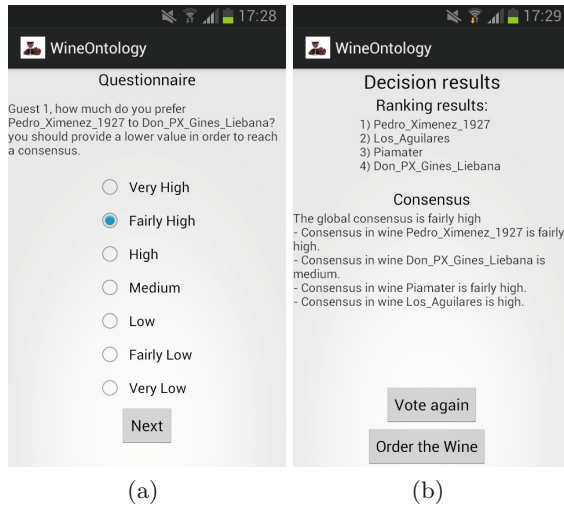 17:28
WineOntology
Questionnaire
Guest 1, how much do you prefer
Pedro_Ximenez_1927 to Don_PX_Gines_Liebana?
you should provide a lower value in order to reach
a consensus.
Very High
Fairly High
High
Medium
Low
Fairly Low
Very Low
Next
(a)
17:29
WineOntology
Decision results
Ranking results:
1) Pedro_Ximenez_1927
2) Los_Aguilares
3) Piamater
4) Don_PX_Gines_Liebana
Consensus
The global consensus is fairly high
- Consensus in wine Pedro_Ximenez_1927 is fairly
high.
- Consensus in wine Don_PX_Gines_Liebana is
medium.
- Consensus in wine Piamater is fairly high.
- Consensus in wine Los_Aguilares is high.
Vote again
Order the Wine
(b)